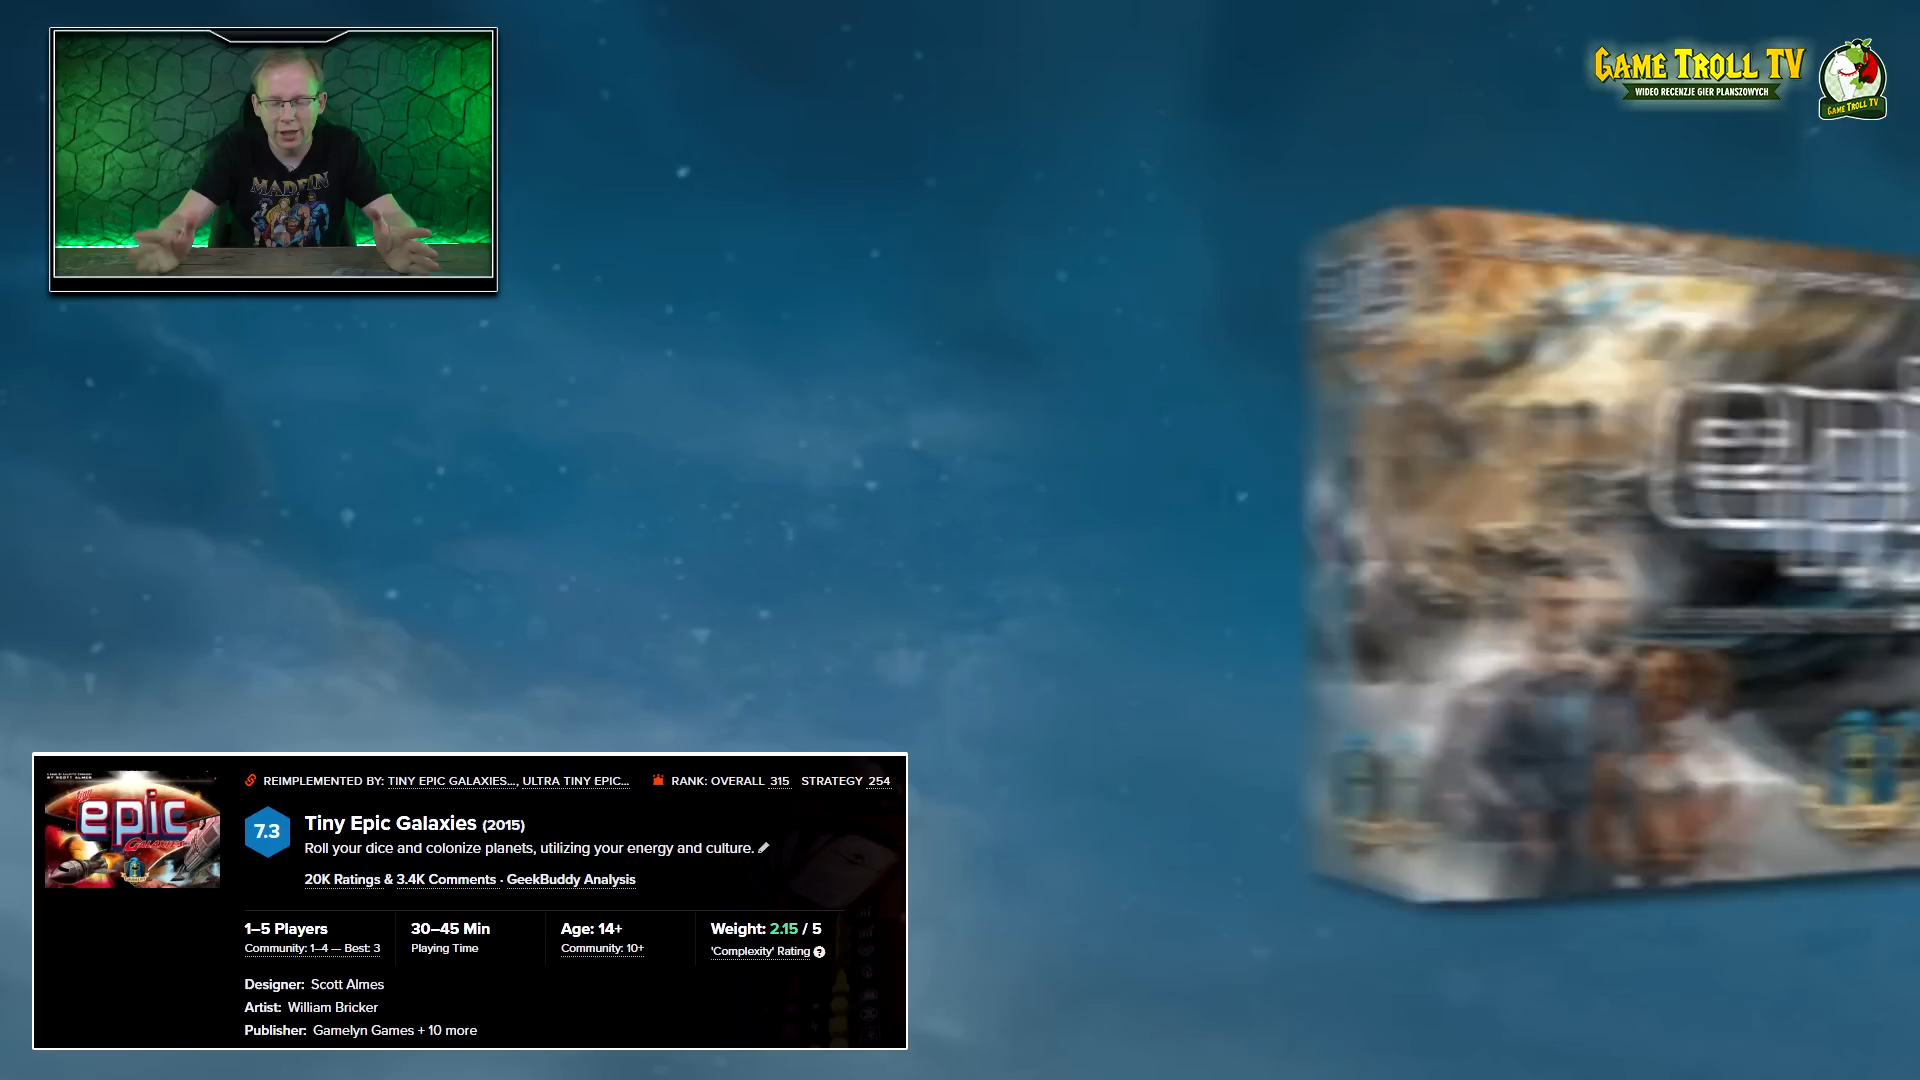 GAME TROLL TV
WIDEO RECENZJE GIER PLANSZOWYCH
GAME TROLL TV
MADFIN
REIMPLEMENTED BY: TINY EPIC GALAXIES..., ULTRA TINY EPIC...
RANK: OVERALL 315 STRATEGY 254
epic
GALAXIES
7.3
Tiny Epic Galaxies (2015)
Roll your dice and colonize planets, utilizing your energy and culture.
20K Ratings & 3.4K Comments · GeekBuddy Analysis
1–5 Players
Community: 1–4 — Best: 3
30–45 Min
Playing Time
Age: 14+
Community: 10+
Weight: 2.15 / 5
'Complexity' Rating ?
Designer: Scott Almes
Artist: William Bricker
Publisher: Gamelyn Games + 10 more